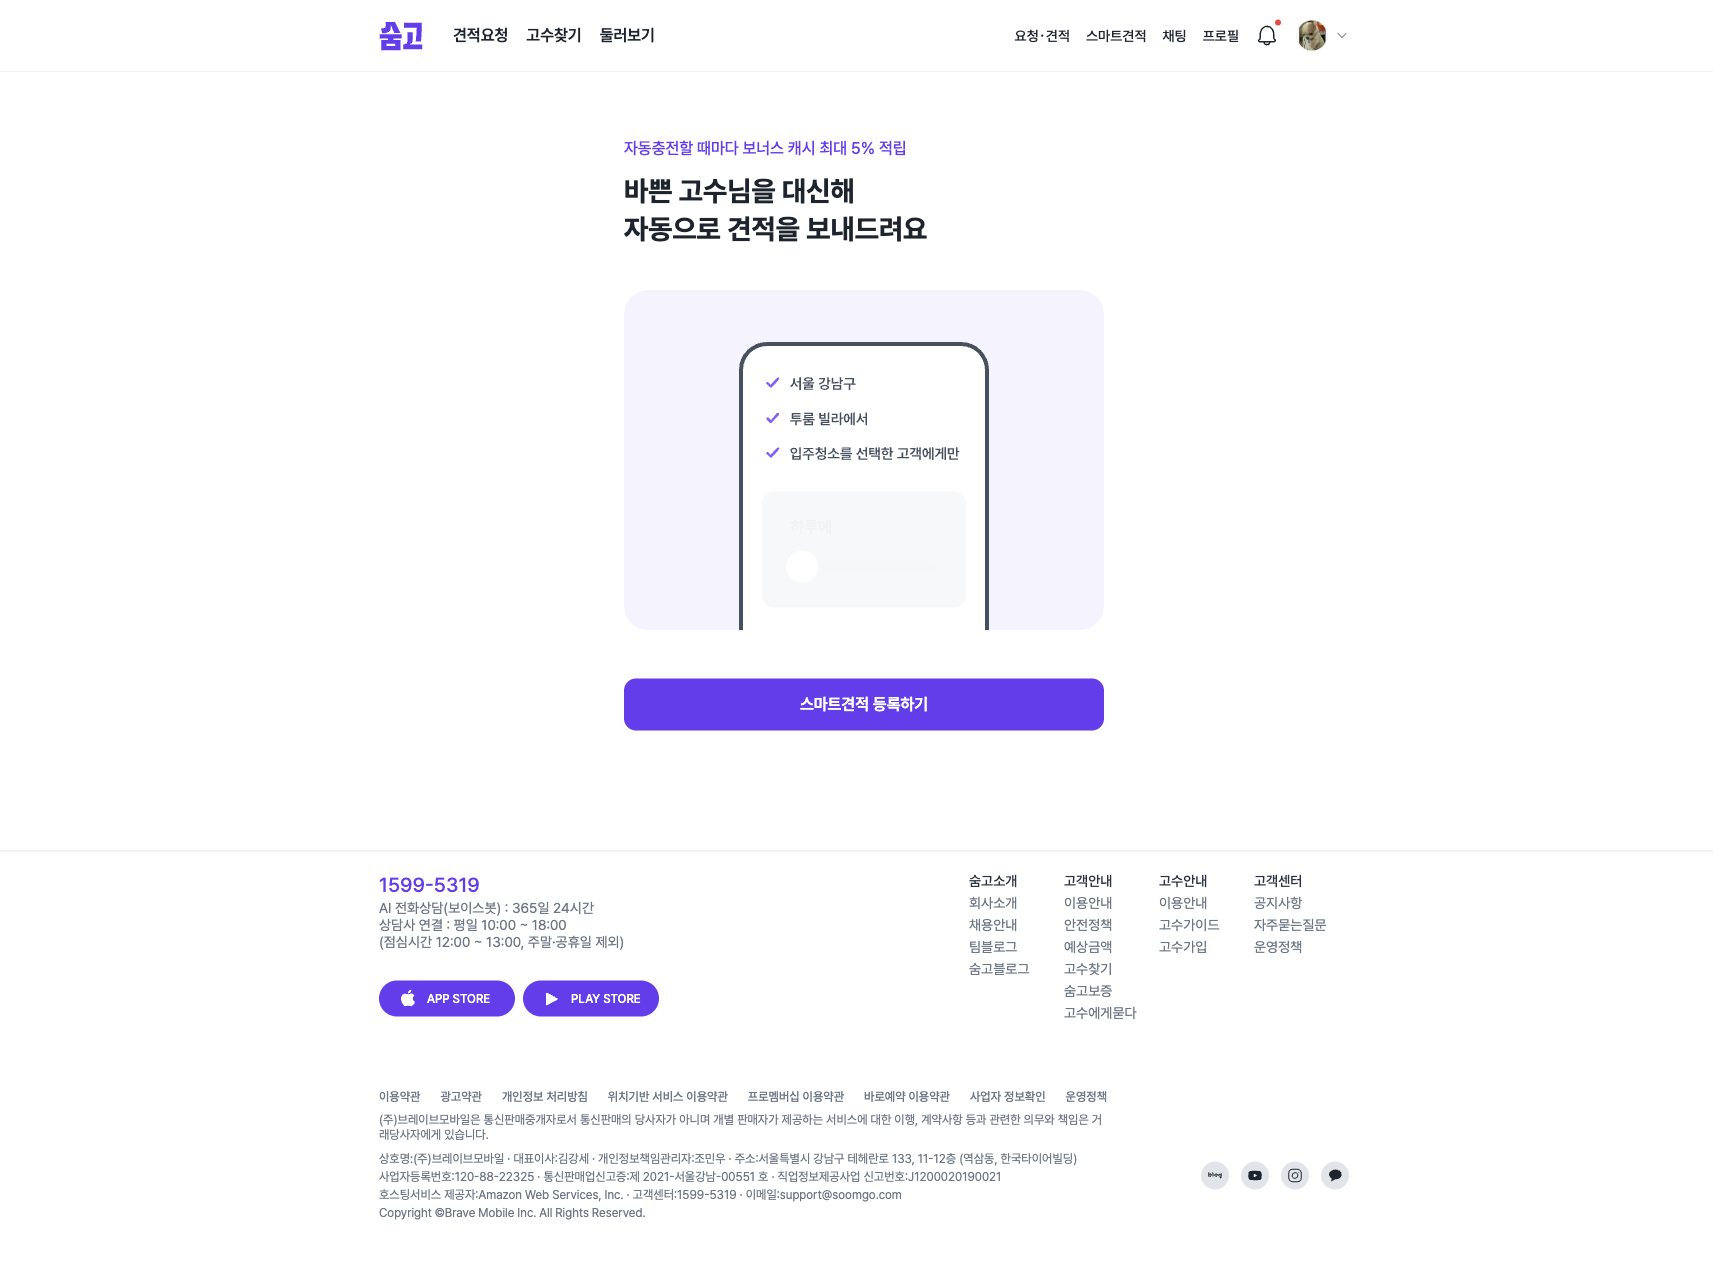 숨고 견적요청 고수찾기 둘러보기 요청·견적 스마트견적 채팅 프로필
자동충전할 때마다 보너스 캐시 최대 5% 적립
바쁜 고수님을 대신해
자동으로 견적을 보내드려요
서울 강남구
투룸 빌라에서
입주청소를 선택한 고객에게만
하루에
스마트견적 등록하기
1599-5319
AI 전화상담(보이스봇) : 365일 24시간
상담사 연결 : 평일 10:00 ~ 18:00
(점심시간 12:00 ~ 13:00, 주말·공휴일 제외)
APP STORE
PLAY STORE
숨고소개
회사소개
채용안내
팀블로그
숨고블로그
고객안내
이용안내
안전정책
예상금액
고수찾기
숨고보증
고수에게묻다
고수안내
이용안내
고수가이드
고수가입
고객센터
공지사항
자주묻는질문
운영정책
이용약관 광고약관 개인정보 처리방침 위치기반 서비스 이용약관 프로멤버십 이용약관 바로예약 이용약관 사업자 정보확인 운영정책
(주)브레이브모바일은 통신판매중개자로서 통신판매의 당사자가 아니며 개별 판매자가 제공하는 서비스에 대한 이행, 계약사항 등과 관련한 의무와 책임은 거
래당사자에게 있습니다.
상호명:(주)브레이브모바일 · 대표이사:김강세 · 개인정보책임관리자:조민우 · 주소:서울특별시 강남구 테헤란로 133, 11-12층 (역삼동, 한국타이어빌딩)
사업자등록번호:120-88-22325 · 통신판매업신고증:제 2021-서울강남-00551 호 · 직업정보제공사업 신고번호:J1200020190021
호스팅서비스 제공자:Amazon Web Services, Inc. · 고객센터:1599-5319 · 이메일:support@soomgo.com
Copyright ©Brave Mobile Inc. All Rights Reserved.
blog